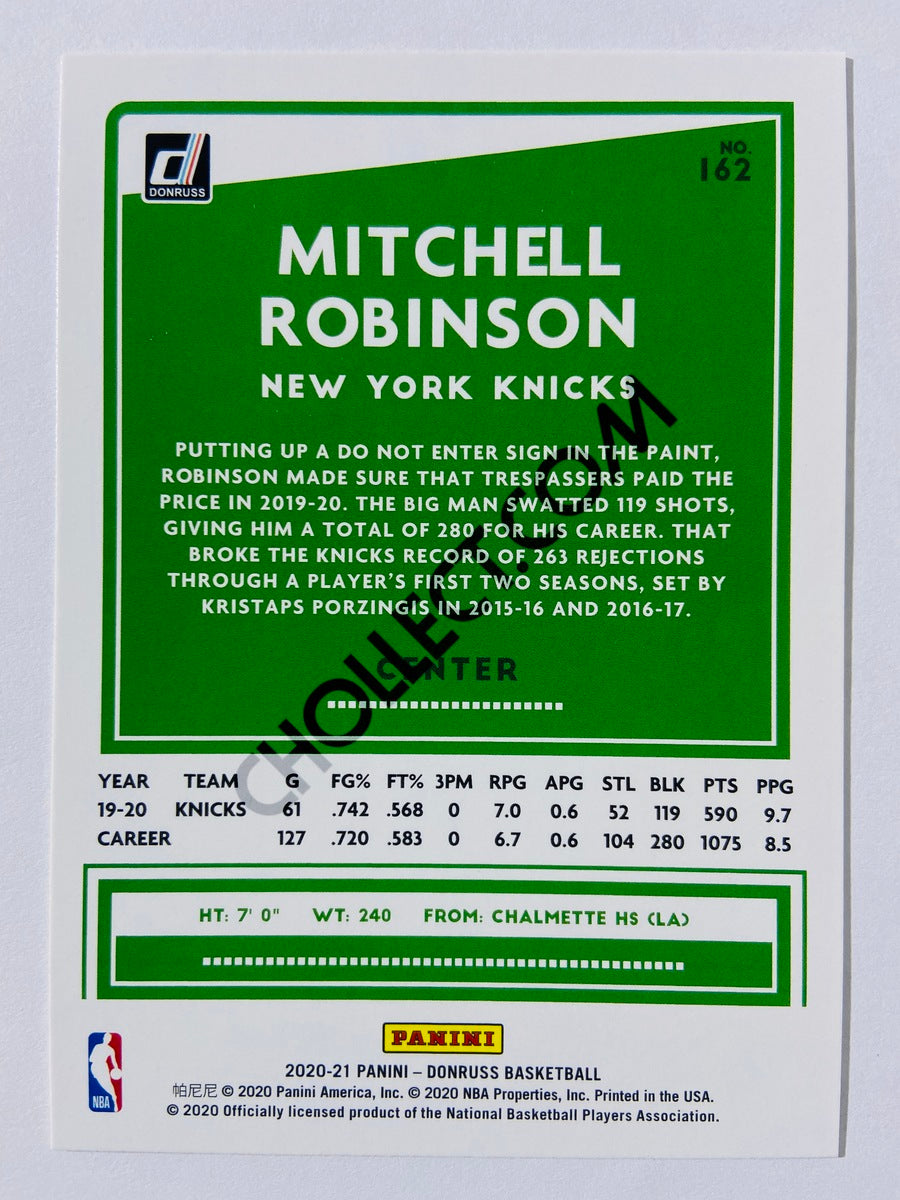 DONRUSS
NO.
162
MITCHELL
ROBINSON
NEW YORK KNICKS
PUTTING UP A DO NOT ENTER SIGN IN THE PAINT,
ROBINSON MADE SURE THAT TRESPASSERS PAID THE
PRICE IN 2019-20. THE BIG MAN SWATTED 119 SHOTS,
GIVING HIM A TOTAL OF 280 FOR HIS CAREER. THAT
BROKE THE KNICKS RECORD OF 263 REJECTIONS
THROUGH A PLAYER'S FIRST TWO SEASONS, SET BY
KRISTAPS PORZINGIS IN 2015-16 AND 2016-17.
CENTER
CHOLLECT.COM
YEAR TEAM G FG% FT% 3PM RPG APG STL BLK PTS PPG
19-20 KNICKS 61 .742 .568 0 7.0 0.6 52 119 590 9.7
CAREER 127 .720 .583 0 6.7 0.6 104 280 1075 8.5
HT: 7' 0" WT: 240 FROM: CHALMETTE HS (LA)
PANINI
NBA
2020-21 PANINI – DONRUSS BASKETBALL
帕尼尼 © 2020 Panini America, Inc. © 2020 NBA Properties, Inc. Printed in the USA.
© 2020 Officially licensed product of the National Basketball Players Association.